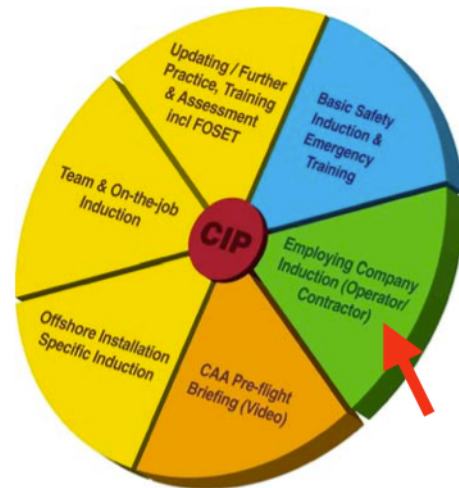 Updating / Further
Practice, Training
& Assessment
incl FOSET
Basic Safety
Induction &
Emergency
Training
Team & On-the-job
Induction
CIP
Employing Company
Induction (Operator/
Contractor)
Offshore Installation
Specific Induction
CAA Pre-flight
Briefing (Video)